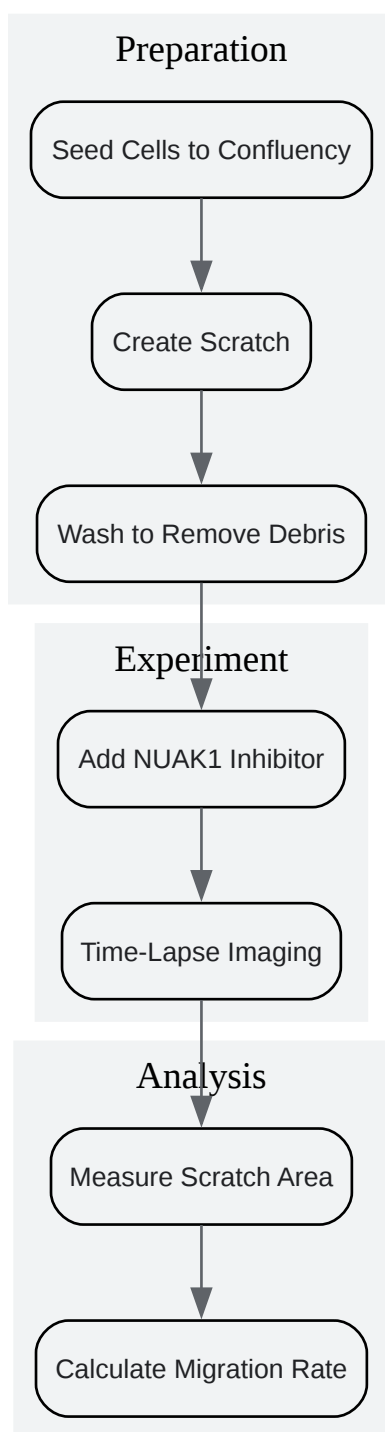 Preparation
Seed Cells to Confluency
Create Scratch
Wash to Remove Debris
Experiment
Add NUAK1 Inhibitor
Time-Lapse Imaging
Analysis
Measure Scratch Area
Calculate Migration Rate